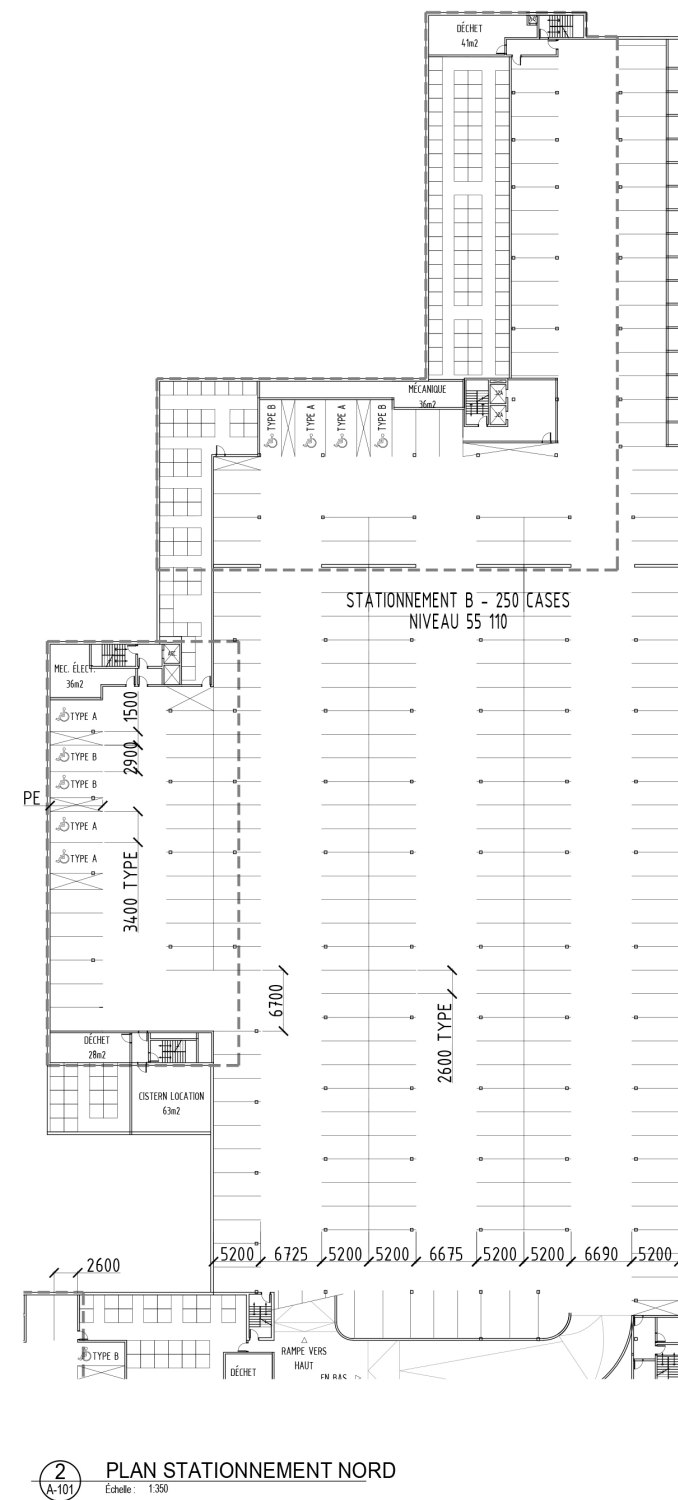 DÉCHET
41m2
MÉCANIQUE
36m2
TYPE B
TYPE A
TYPE A
TYPE B
STATIONNEMENT B - 250 CASES
NIVEAU 55 110
MEC. ÉLECT.
36m2
TYPE A
1500
TYPE B
2900
TYPE B
PE
TYPE A
TYPE A
3400 TYPE
6700
2600 TYPE
DÉCHET
28m2
CISTERN LOCATION
63m2
5200
6725
5200
5200
6675
5200
5200
6690
5200
2600
TYPE B
RAMPE VERS
HAUT
DÉCHET
EN BAS
2
A-101
PLAN STATIONNEMENT NORD
Échelle : 1:350